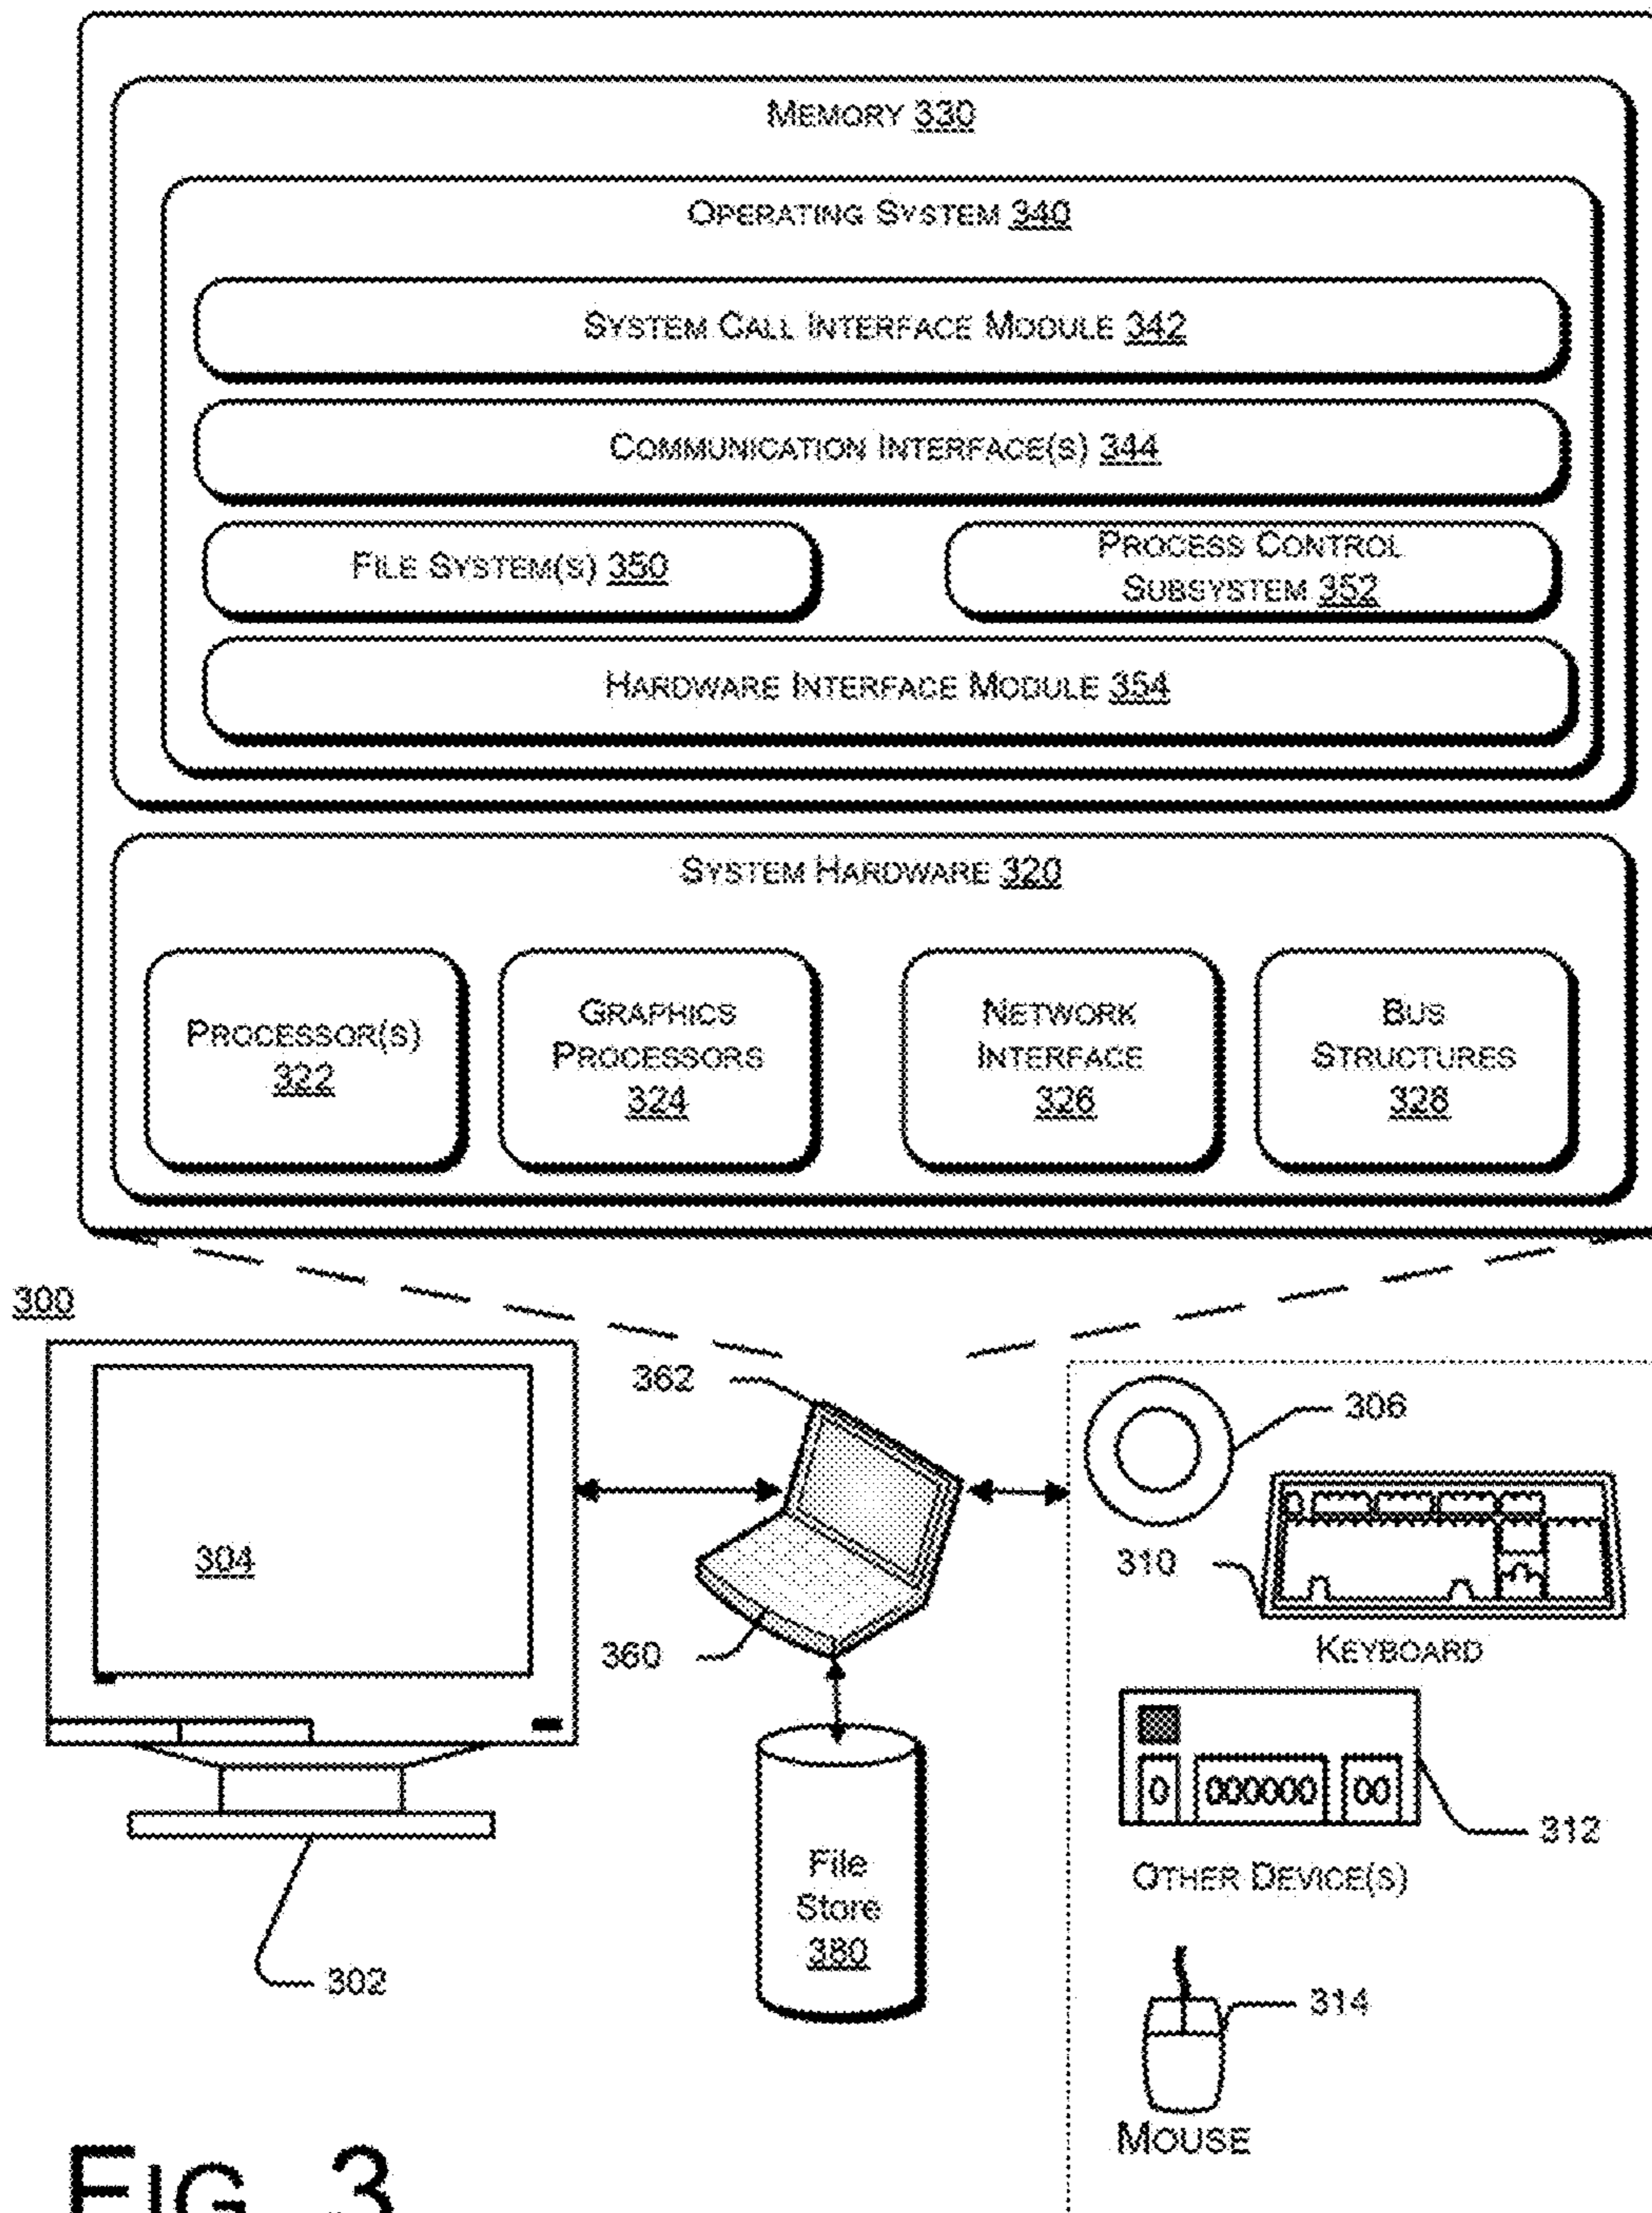 MEMORY 330
OPERATING SYSTEM 340
SYSTEM CALL INTERFACE MODULE 342
COMMUNICATION INTERFACE(S) 344
FILE SYSTEM(S) 350
PROCESS CONTROL
SUBSYSTEM 352
HARDWARE INTERFACE MODULE 354
SYSTEM HARDWARE 320
PROCESSOR(S)
322
GRAPHICS
PROCESSORS
324
NETWORK
INTERFACE
326
BUS
STRUCTURES
328
300
362
306
304
310
360
KEYBOARD
0 000000 00
312
OTHER DEVICE(S)
File
Store
380
302
314
MOUSE
FIG. 3